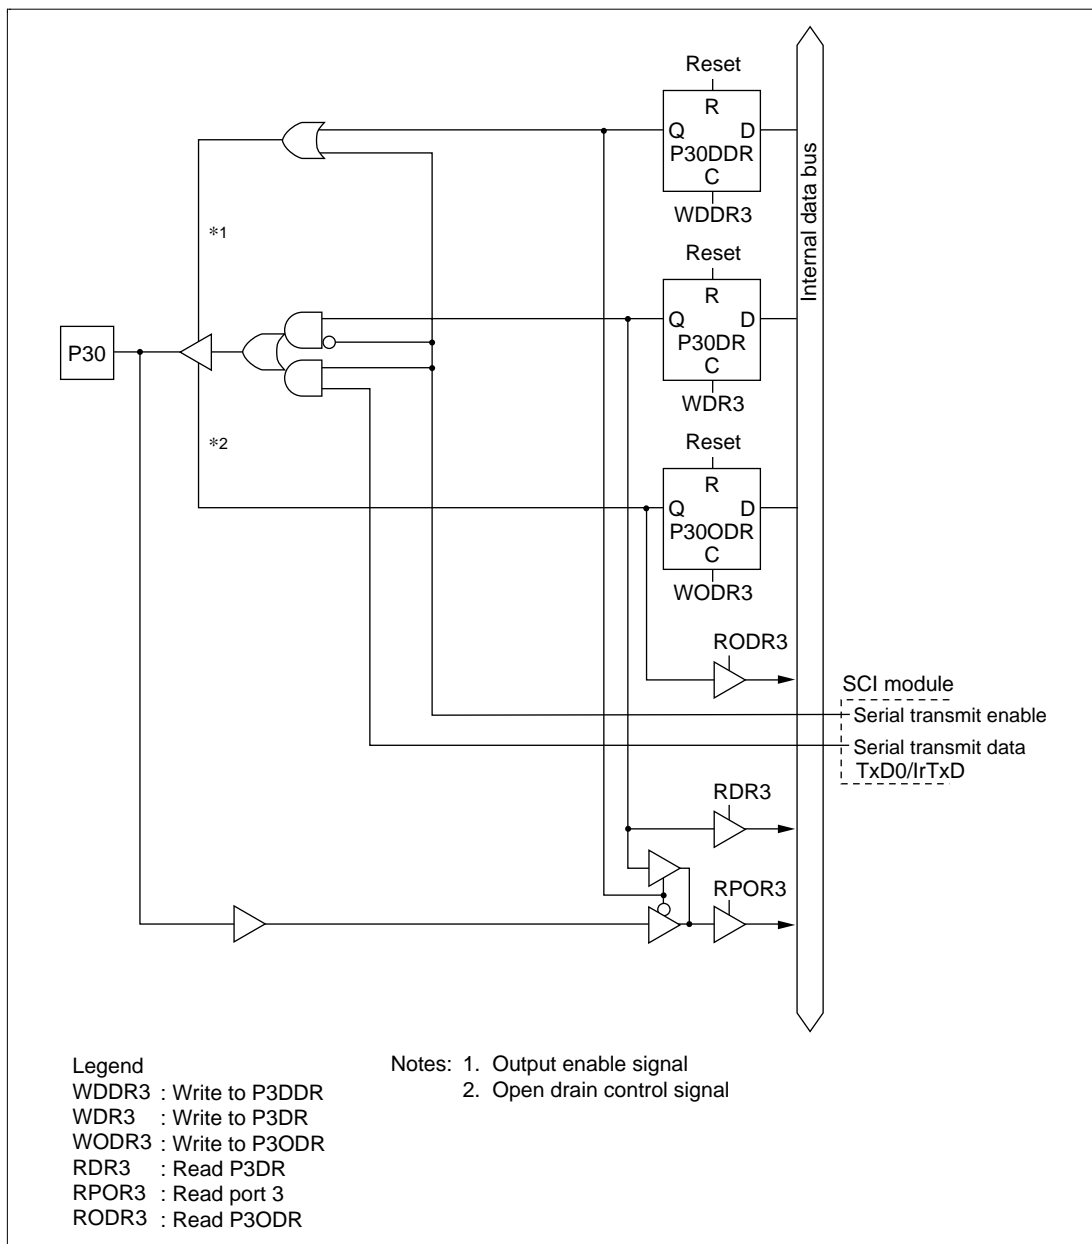 Reset
R
Q D
P30DDR
C
WDDR3
Internal data bus
*1
Reset
R
Q D
P30DR
C
WDR3
P30
*2
Reset
R
Q D
P30ODR
C
WODR3
RODR3
SCI module
Serial transmit enable
Serial transmit data
TxD0/IrTxD
RDR3
RPOR3
Legend
WDDR3 : Write to P3DDR
WDR3 : Write to P3DR
WODR3 : Write to P3ODR
RDR3 : Read P3DR
RPOR3 : Read port 3
RODR3 : Read P3ODR
Notes: 1. Output enable signal
2. Open drain control signal